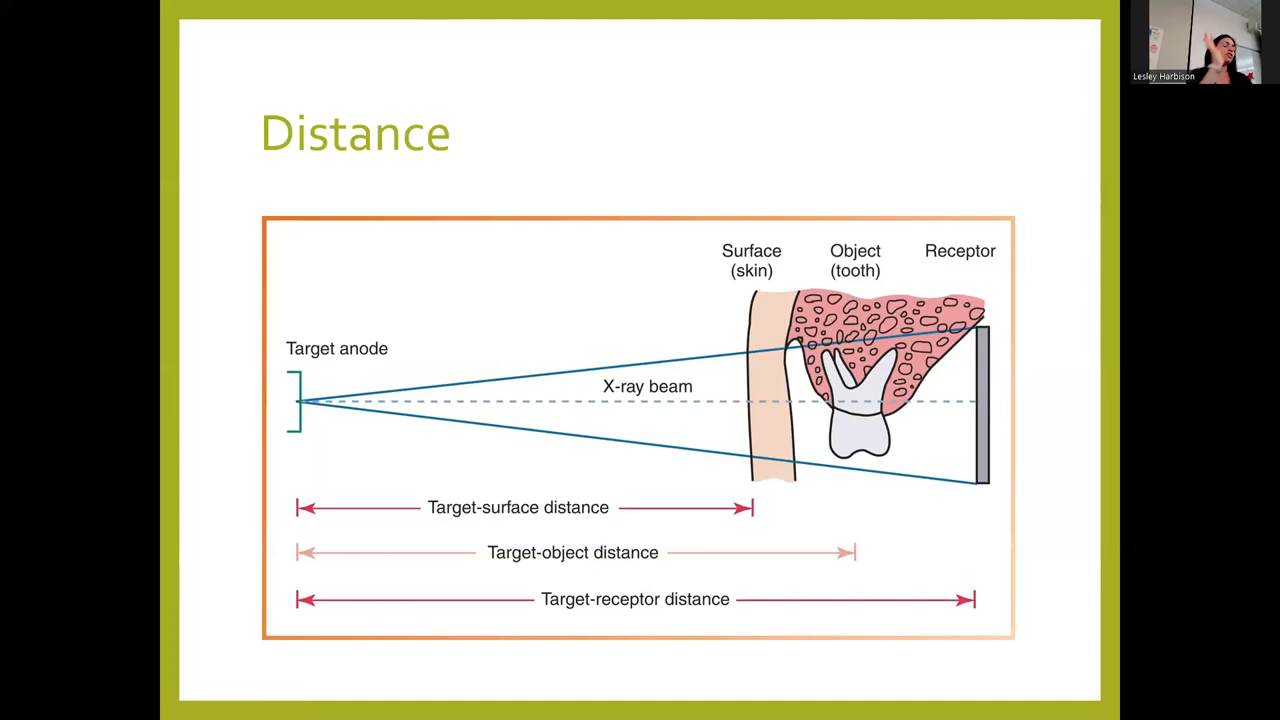 Distance
Surface
(skin)
Object
(tooth)
Receptor
Target anode
X-ray beam
Target-surface distance
Target-object distance
Target-receptor distance
Lesley Harbison